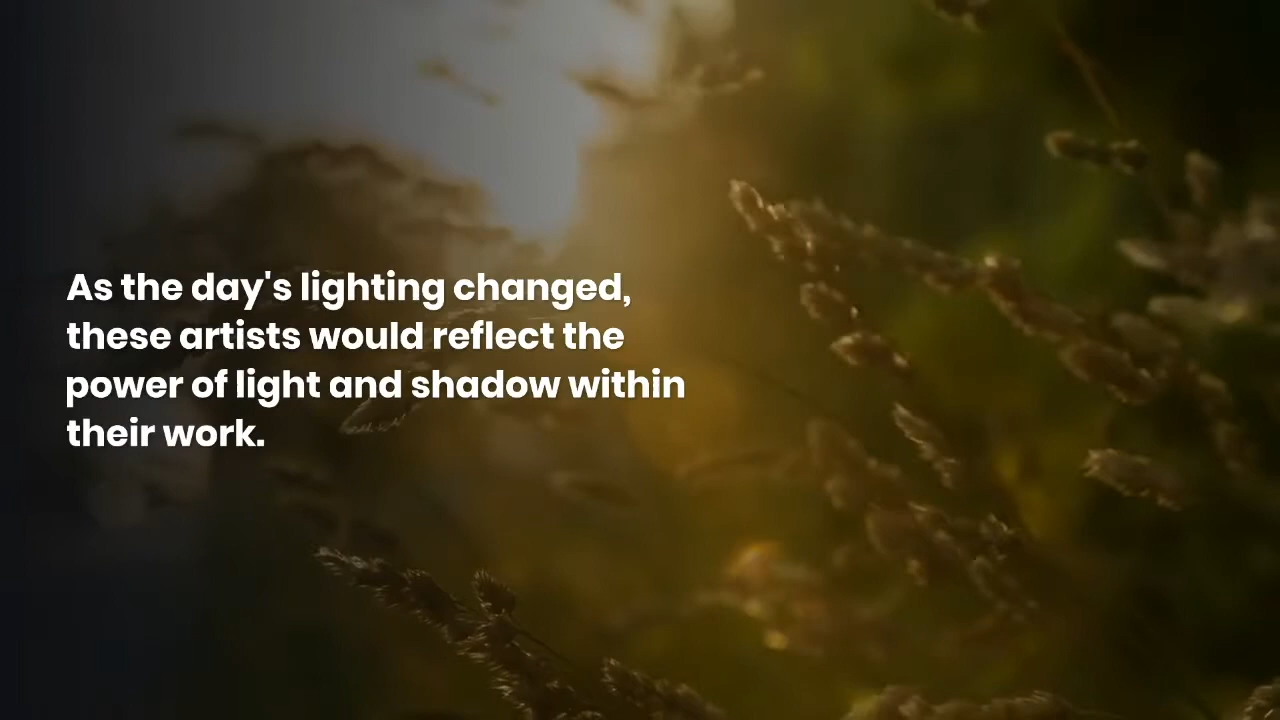 As the day's lighting changed,
these artists would reflect the
power of light and shadow within
their work.